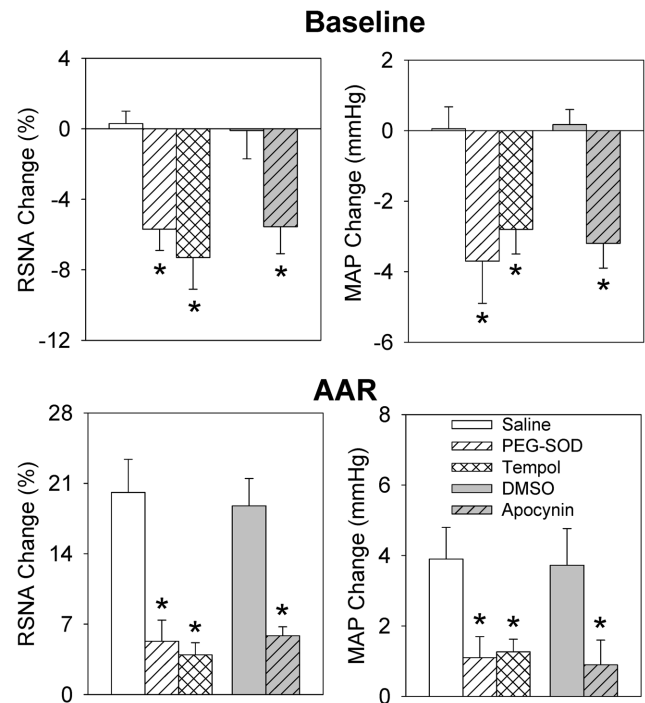 Baseline
RSNA Change (%)
4
0
-4
-8
-12
*
*
*
MAP Change (mmHg)
2
0
-2
-4
-6
*
*
*
AAR
RSNA Change (%)
28
21
14
7
0
*
*
*
MAP Change (mmHg)
8
6
4
2
0
Saline
PEG-SOD
Tempol
DMSO
Apocynin
*
*
*